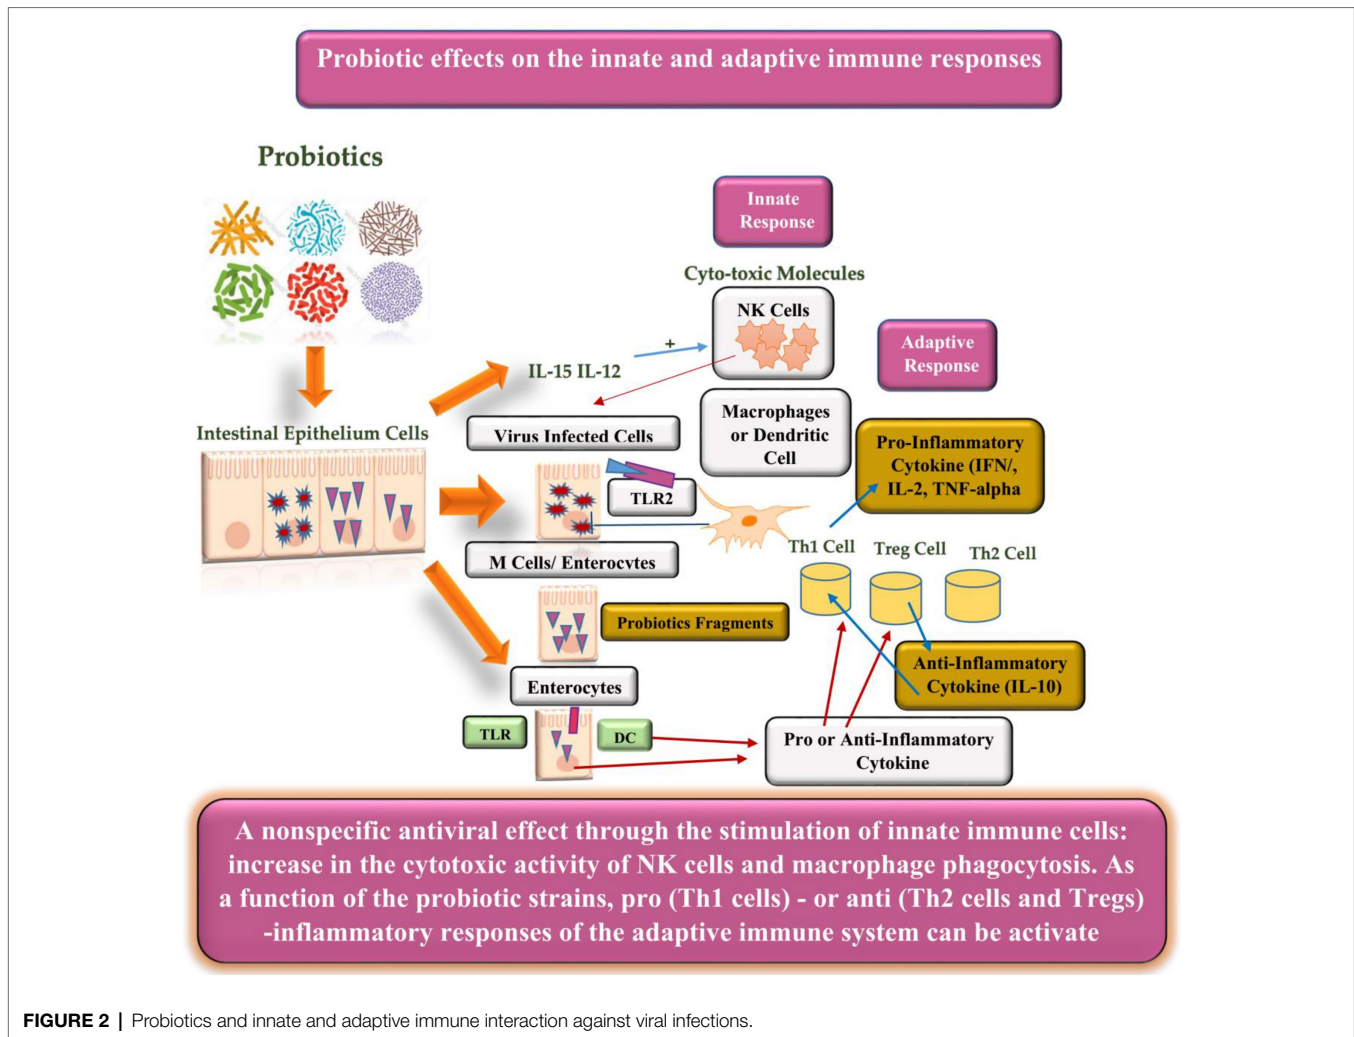 Probiotic effects on the innate and adaptive immune responses
Probiotics
Innate
Response
Cyto-toxic Molecules
NK Cells
+
IL-15 IL-12
Adaptive
Response
Intestinal Epithelium Cells
Virus Infected Cells
Macrophages
or Dendritic
Cell
Pro-Inflammatory
Cytokine (IFN/,
IL-2, TNF-alpha
TLR2
M Cells/ Enterocytes
Th1 Cell
Treg Cell
Th2 Cell
Probiotics Fragments
Enterocytes
Anti-Inflammatory
Cytokine (IL-10)
TLR
DC
Pro or Anti-Inflammatory
Cytokine
A nonspecific antiviral effect through the stimulation of innate immune cells:
increase in the cytotoxic activity of NK cells and macrophage phagocytosis. As
a function of the probiotic strains, pro (Th1 cells) - or anti (Th2 cells and Tregs)
-inflammatory responses of the adaptive immune system can be activate
FIGURE 2 | Probiotics and innate and adaptive immune interaction against viral infections.